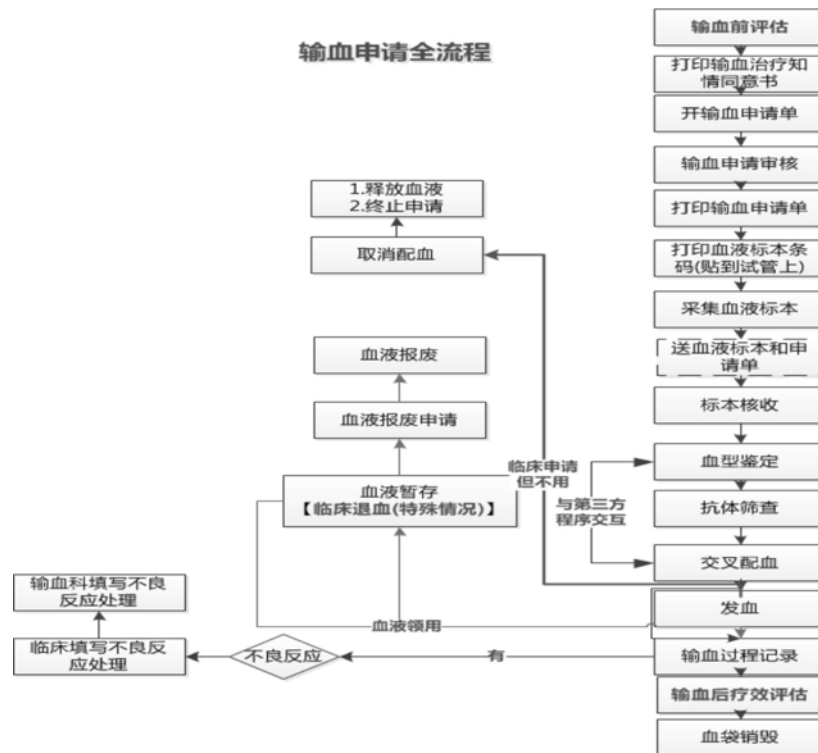 输血申请全流程
输血前评估
打印输血治疗知
情同意书
开输血申请单
输血申请审核
打印输血申请单
打印血液标本条
码(贴到试管上)
采集血液标本
送血液标本和申
请单
标本核收
血型鉴定
抗体筛查
交叉配血
发血
输血过程记录
输血后疗效评估
血袋销毁
1.释放血液
2.终止申请
取消配血
血液报废
血液报废申请
血液暂存
【临床退血(特殊情况)】
临床申请
但不用
与第三方
程序交互
血液领用
有
不良反应
临床填写不良反
应处理
输血科填写不良
反应处理